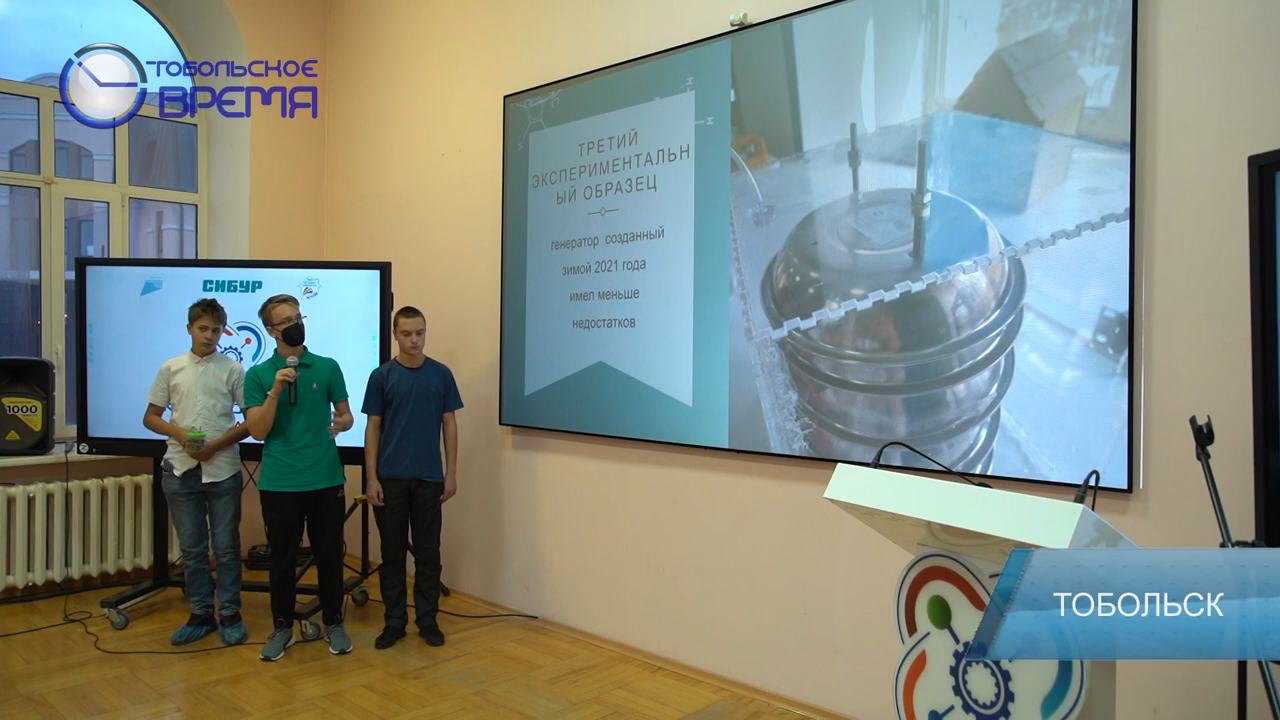 ТОБОЛЬСКОЕ
ВРЕМЯ
ТРЕТИЙ
ЭКСПЕРИМЕНТАЛЬН
ЫЙ ОБРАЗЕЦ
генератор созданный
зимой 2021 года
имел меньше
недостатков
СИБУР
1000
ТОБОЛЬСК